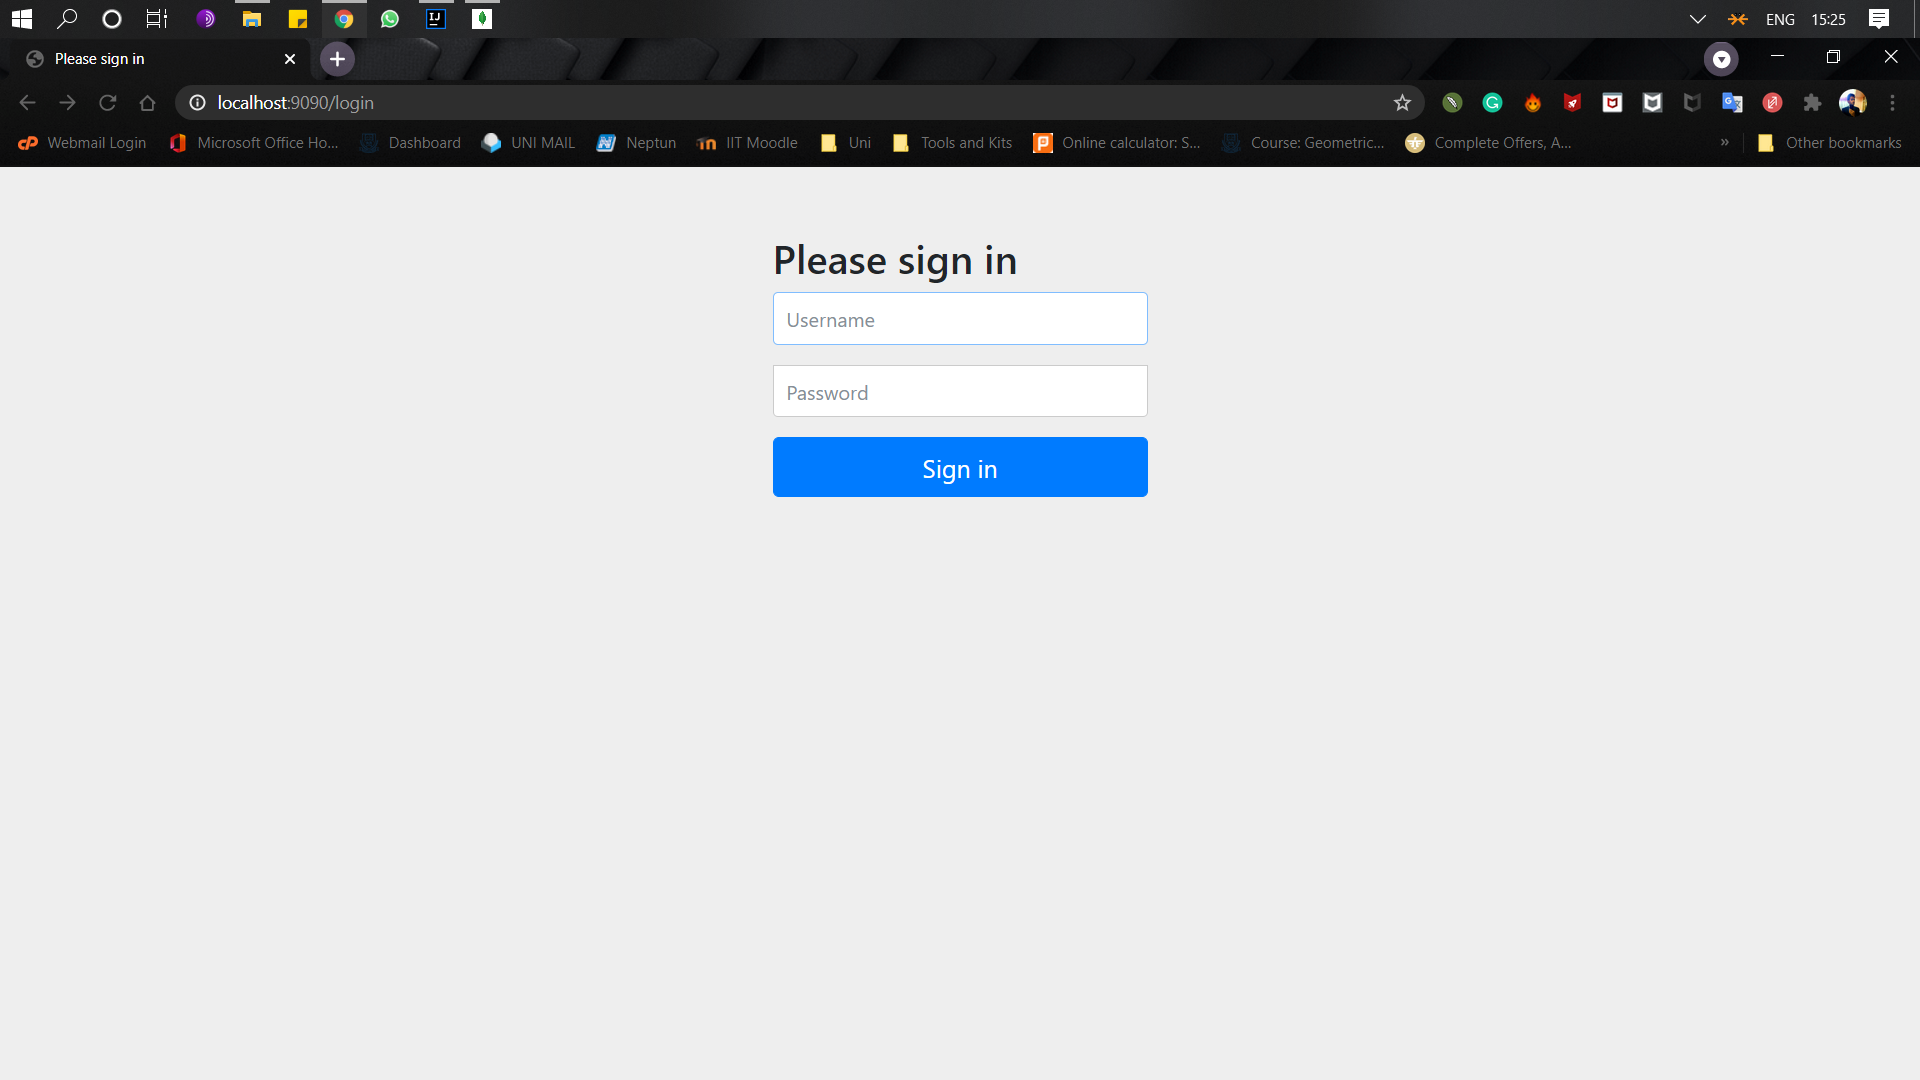 ENG 15:25
Please sign in
localhost:9090/login
Webmail Login Microsoft Office Ho... Dashboard UNI MAIL Neptun IIT Moodle Uni Tools and Kits Online calculator: S... Course: Geometric... Complete Offers, A... » Other bookmarks
Please sign in
Username
Password
Sign in